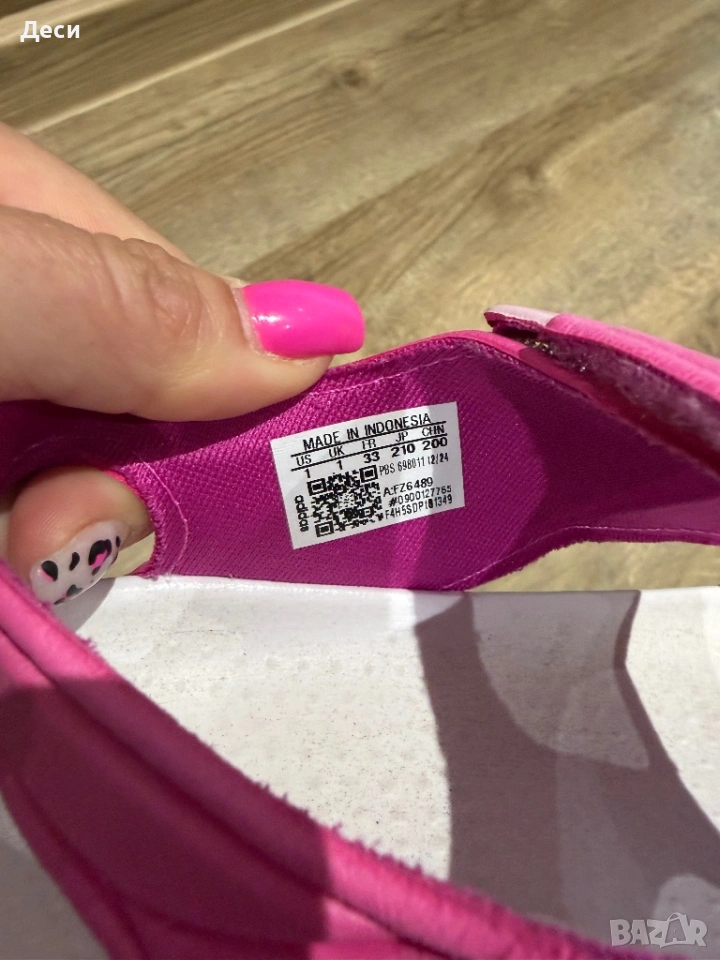 Деси
MADE IN INDONESIA
US UK FR JP CHN
1 1 33 210 200
PBS 698011 12/24
adidas
A:FZ6489
#0900127765
BAZAR